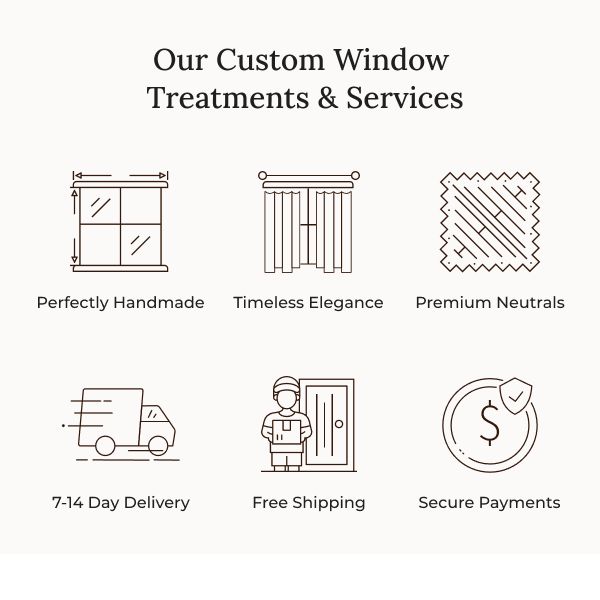 Our Custom Window
Treatments & Services
Perfectly Handmade
Timeless Elegance
Premium Neutrals
$
7-14 Day Delivery
Free Shipping
Secure Payments